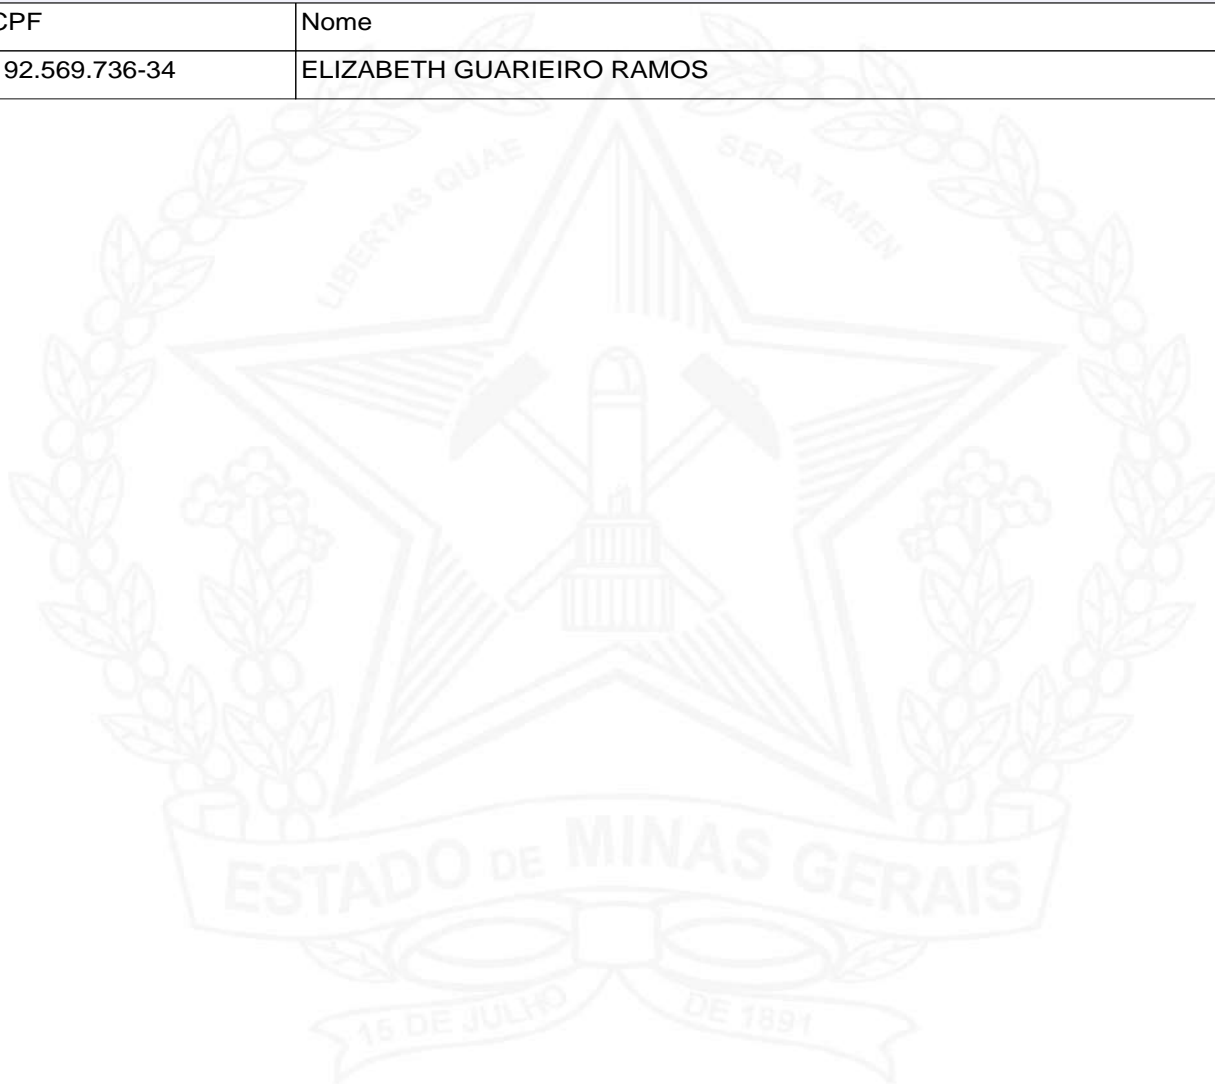 CPF Nome
92.569.736-34 ELIZABETH GUARIEIRO RAMOS
LIBERTAS QUAE SERA TAMEN
ESTADO DE MINAS GERAIS
15 DE JULHO DE 1891